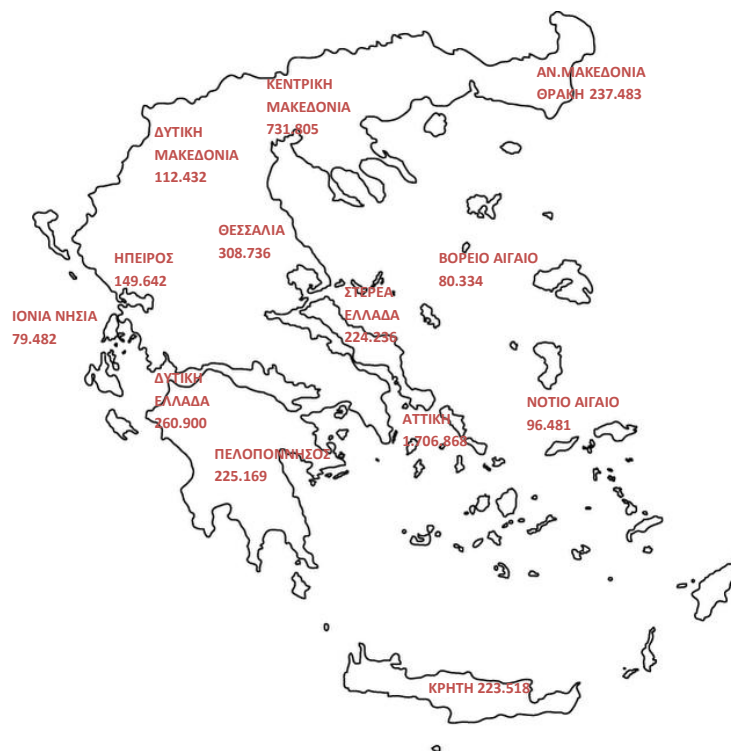 ΑΝ.ΜΑΚΕΔΟΝΙΑ
ΘΡΑΚΗ 237.483
ΚΕΝΤΡΙΚΗ
ΜΑΚΕΔΟΝΙΑ
731.805
ΔΥΤΙΚΗ
ΜΑΚΕΔΟΝΙΑ
112.432
ΘΕΣΣΑΛΙΑ
308.736
ΗΠΕΙΡΟΣ
149.642
ΒΟΡΕΙΟ ΑΙΓΑΙΟ
80.334
ΣΤΕΡΕΑ
ΕΛΛΑΔΑ
224.236
ΙΟΝΙΑ ΝΗΣΙΑ
79.482
ΔΥΤΙΚΗ
ΕΛΛΑΔΑ
260.900
ΝΟΤΙΟ ΑΙΓΑΙΟ
96.481
ΑΤΤΙΚΗ
1.706.868
ΠΕΛΟΠΟΝΝΗΣΟΣ
225.169
ΚΡΗΤΗ 223.518